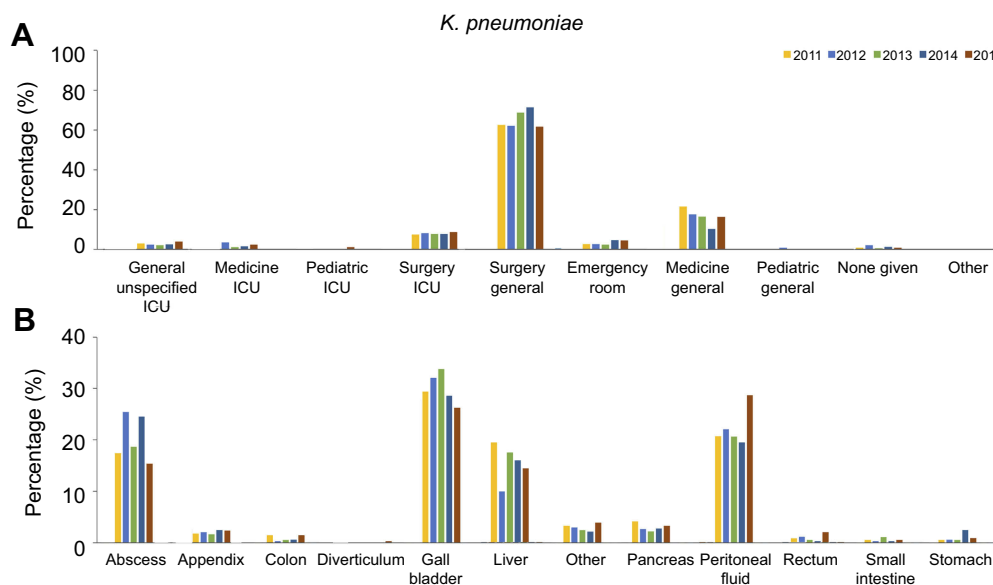 K. pneumoniae
A
2011 2012 2013 2014 201
Percentage (%)
100
80
60
40
20
0
General unspecified ICU
Medicine ICU
Pediatric ICU
Surgery ICU
Surgery general
Emergency room
Medicine general
Pediatric general
None given
Other
B
Percentage (%)
40
30
20
10
0
Abscess
Appendix
Colon
Diverticulum
Gall bladder
Liver
Other
Pancreas
Peritoneal fluid
Rectum
Small intestine
Stomach